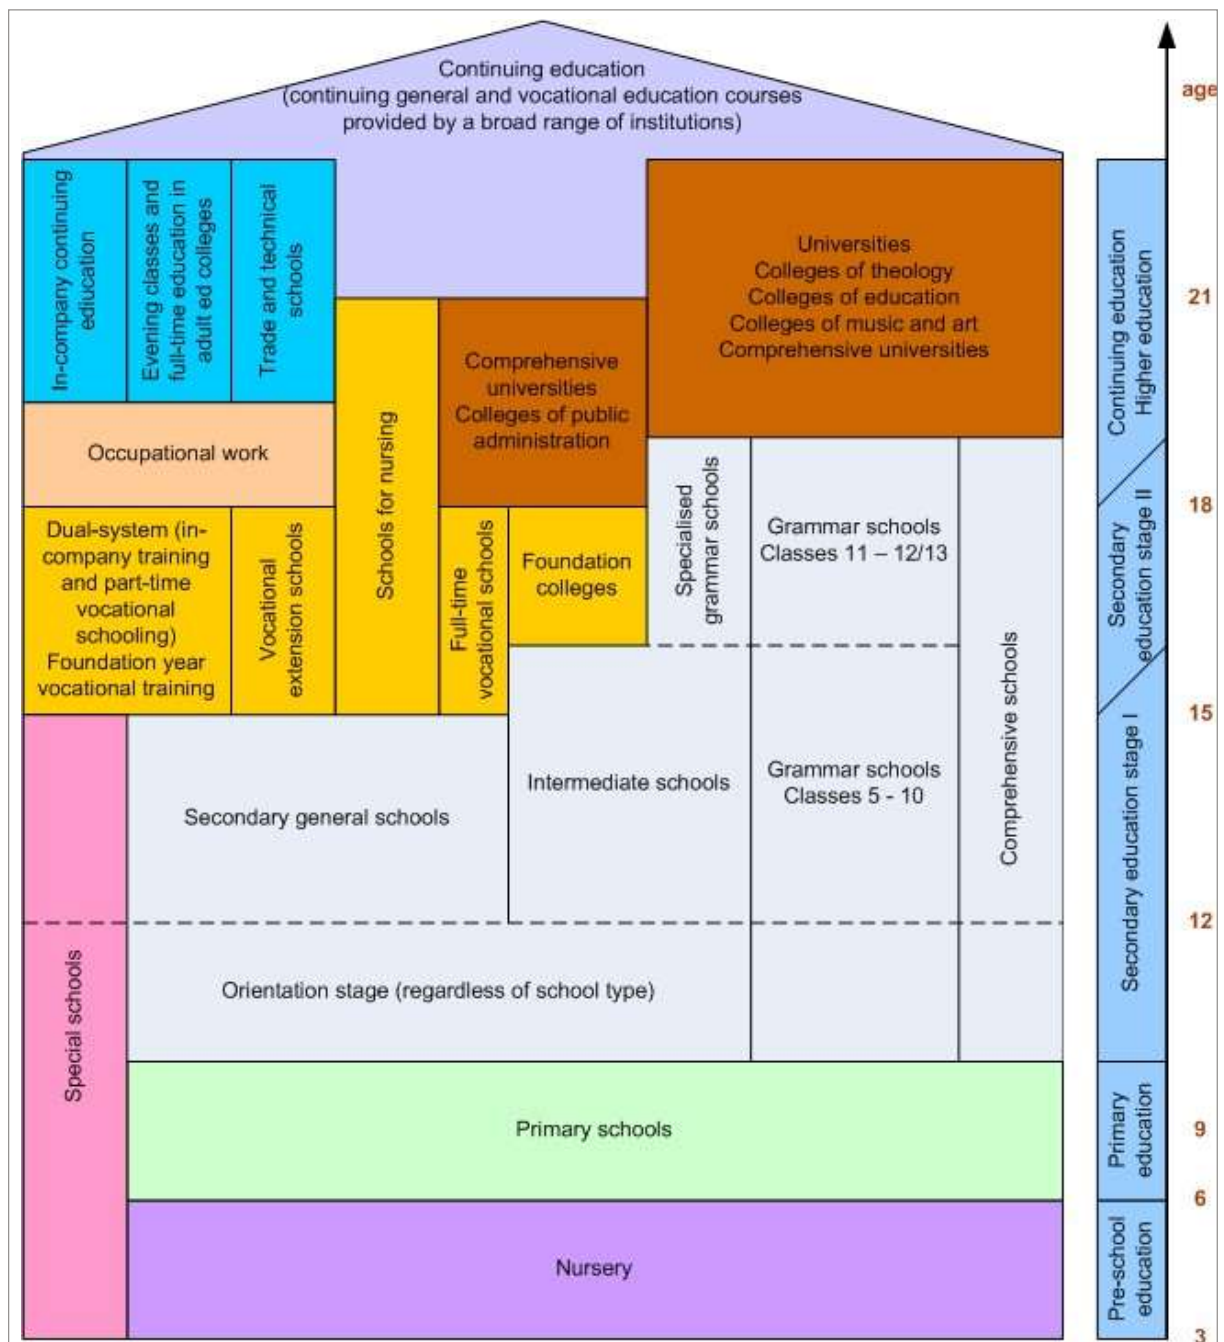 Continuing education
(continuing general and vocational education courses
provided by a broad range of institutions)
age
In-company continuing
ediucation
Evening classes and
full-time education in
adult ed colleges
Trade and technical
schools
Universities
Colleges of theology
Colleges of education
Colleges of music and art
Comprehensive universities
Continuing education
Higher education
21
Comprehensive
universities
Colleges of public
administration
Occupational work
Schools for nursing
18
Dual-system (in-
company training
and part-time
vocational
schooling)
Foundation year
vocational training
Vocational
extension schools
Full-time
vocational schools
Foundation
colleges
Specialised
grammar schools
Grammar schools
Classes 11 – 12/13
Comprehensive schools
Secondary
education stage II
15
Secondary general schools
Intermediate schools
Grammar schools
Classes 5 - 10
Secondary education stage I
12
Special schools
Orientation stage (regardless of school type)
Primary schools
Primary
education
9
6
Nursery
Pre-school
education
3